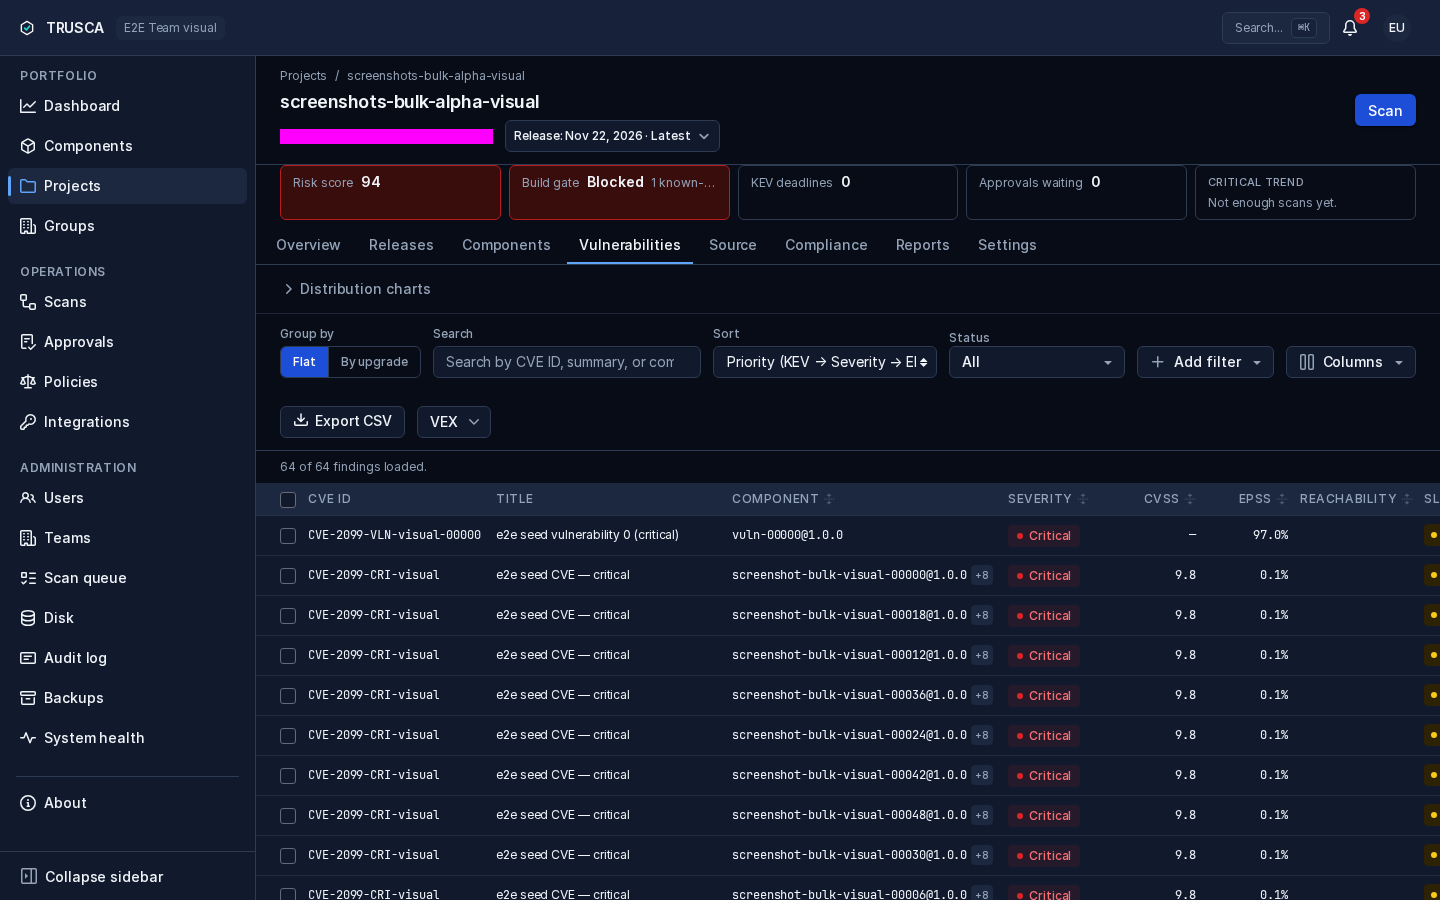 TRUSCA E2E Team visual Search... ⌘K 3 EU
PORTFOLIO
Dashboard
Components
Projects
Groups
OPERATIONS
Scans
Approvals
Policies
Integrations
ADMINISTRATION
Users
Teams
Scan queue
Disk
Audit log
Backups
System health
About
Collapse sidebar
Projects / screenshots-bulk-alpha-visual
screenshots-bulk-alpha-visual
Scan
Release: Nov 22, 2026 · Latest
Risk score 94
Build gate Blocked 1 known-...
KEV deadlines 0
Approvals waiting 0
CRITICAL TREND
Not enough scans yet.
Overview Releases Components Vulnerabilities Source Compliance Reports Settings
Distribution charts
Group by Search Sort Status
Flat By upgrade Search by CVE ID, summary, or com Priority (KEV → Severity → EI All Add filter Columns
Export CSV VEX
64 of 64 findings loaded.
CVE ID TITLE COMPONENT SEVERITY CVSS EPSS REACHABILITY SL
CVE-2099-VLN-visual-00000 e2e seed vulnerability 0 (critical) vuln-00000@1.0.0 Critical — 97.0%
CVE-2099-CRI-visual e2e seed CVE — critical screenshot-bulk-visual-00000@1.0.0 +8 Critical 9.8 0.1%
CVE-2099-CRI-visual e2e seed CVE — critical screenshot-bulk-visual-00018@1.0.0 +8 Critical 9.8 0.1%
CVE-2099-CRI-visual e2e seed CVE — critical screenshot-bulk-visual-00012@1.0.0 +8 Critical 9.8 0.1%
CVE-2099-CRI-visual e2e seed CVE — critical screenshot-bulk-visual-00036@1.0.0 +8 Critical 9.8 0.1%
CVE-2099-CRI-visual e2e seed CVE — critical screenshot-bulk-visual-00024@1.0.0 +8 Critical 9.8 0.1%
CVE-2099-CRI-visual e2e seed CVE — critical screenshot-bulk-visual-00042@1.0.0 +8 Critical 9.8 0.1%
CVE-2099-CRI-visual e2e seed CVE — critical screenshot-bulk-visual-00048@1.0.0 +8 Critical 9.8 0.1%
CVE-2099-CRI-visual e2e seed CVE — critical screenshot-bulk-visual-00030@1.0.0 +8 Critical 9.8 0.1%
CVE-2099-CRI-visual e2e seed CVE — critical screenshot-bulk-visual-00006@1.0.0 +8 Critical 9.8 0.1%